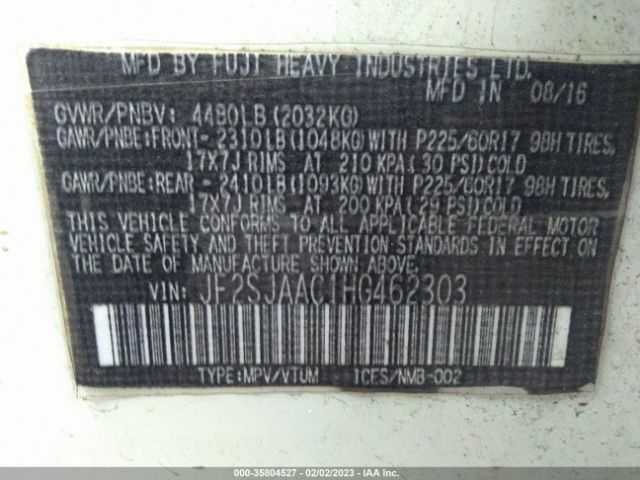 MFD BY FUJI HEAVY INDUSTRIES LTD.
MFD IN 08/16
GVWR/PNBV: 4480LB(2032KG)
GAWR/PNBE:FRONT- 2310LB(1048KG)WITH P225/60R17 98H TIRES,
17X7J RIMS AT 210 KPA(30 PSI)COLD
GAWR/PNBE:REAR - 2410LB(1093KG)WITH P225/60R17 98H TIRES,
17X7J RIMS AT 200 KPA(29 PSI)COLD
THIS VEHICLE CONFORMS TO ALL APPLICABLE FEDERAL MOTOR
VEHICLE SAFETY, AND THEFT PREVENTION STANDARDS IN EFFECT ON
THE DATE OF MANUFACTURE SHOWN ABOVE.
VIN: JF2SJAAC1HG462303
TYPE:MPV/VTUM ICES/NMB-002
000-35804527 - 02/02/2023 - IAA Inc.